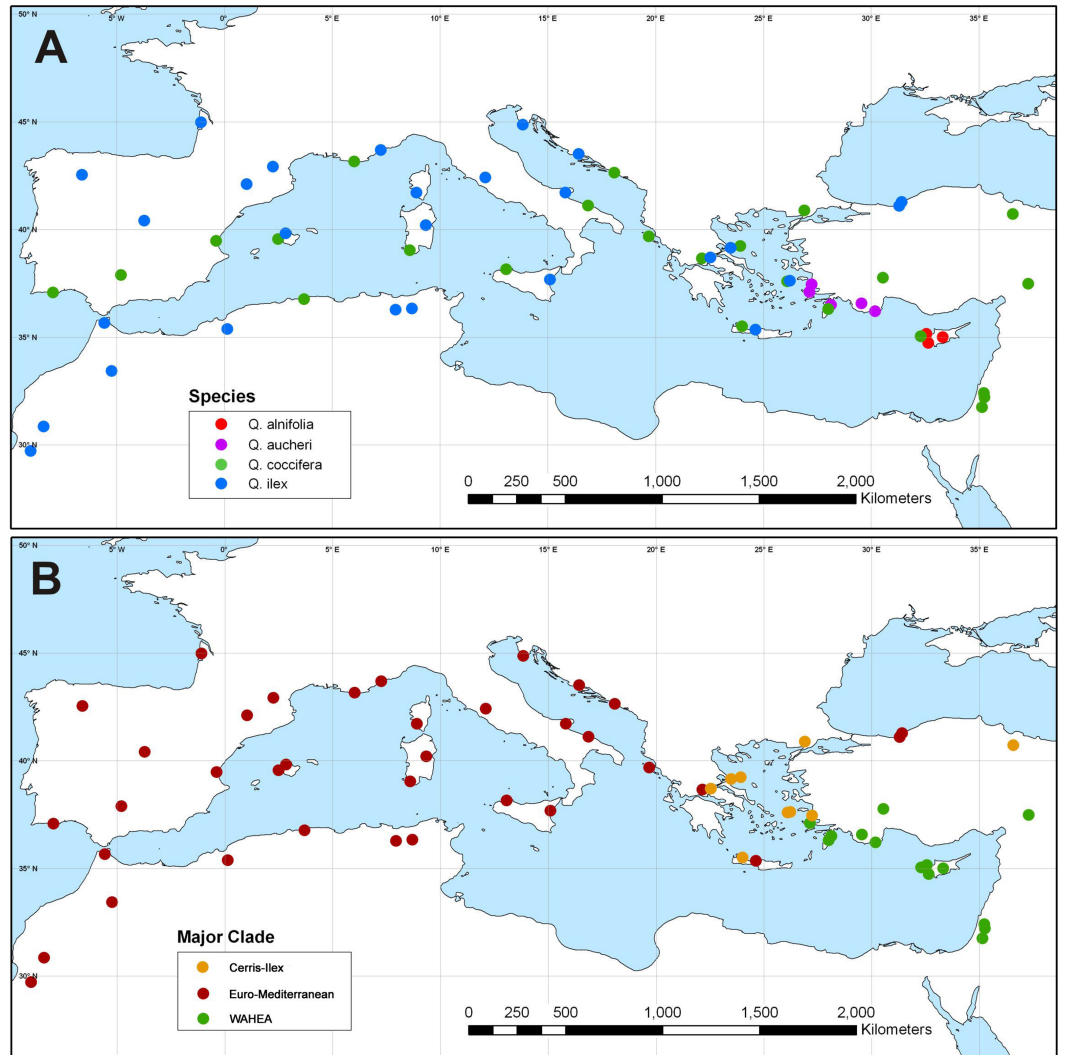 A
50° N
5° W
0°
5° E
10° E
15° E
20° E
25° E
30° E
35° E
45° N
40° N
35° N
30° N
Species
Q. alnifolia
Q. aucheri
Q. coccifera
Q. ilex
0 250 500 1,000 1,500 2,000
Kilometers
B
50° N
5° W
0°
5° E
10° E
15° E
20° E
25° E
30° E
35° E
45° N
40° N
35° N
30° N
Major Clade
Cerris-Ilex
Euro-Mediterranean
WAHEA
0 250 500 1,000 1,500 2,000
Kilometers